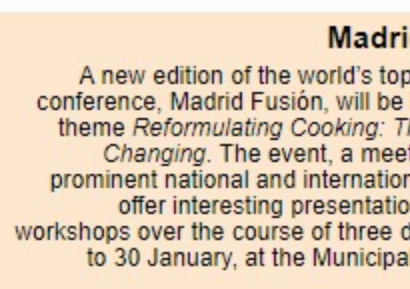 Madri
A new edition of the world's top
conference, Madrid Fusión, will be
theme Reformulating Cooking: T
Changing. The event, a meet
prominent national and internation
offer interesting presentatio
workshops over the course of three d
to 30 January, at the Municipa